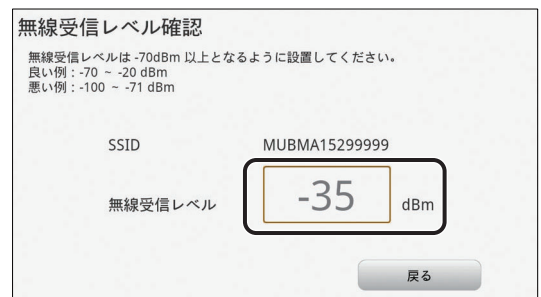 無線受信レベル確認
無線受信レベルは -70dBm 以上となるように設置してください。
良い例 : -70 ~ -20 dBm
悪い例 : -100 ~ -71 dBm
SSID MUBMA15299999
無線受信レベル -35 dBm
戻る